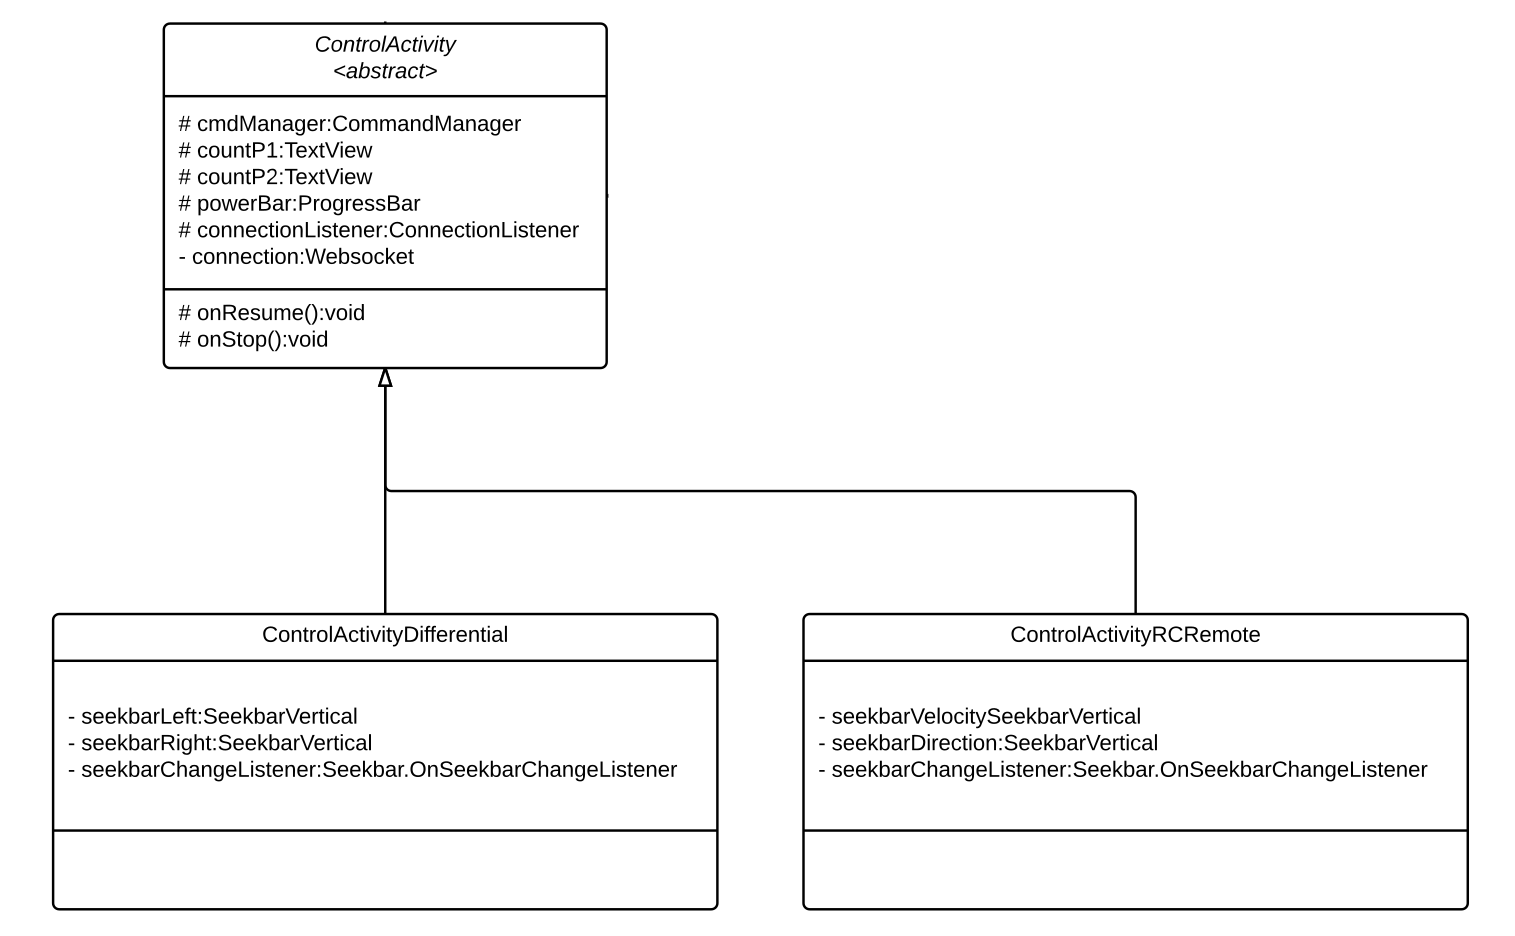 ControlActivity
<abstract>
# cmdManager:CommandManager
# countP1:TextView
# countP2:TextView
# powerBar:ProgressBar
# connectionListener:ConnectionListener
- connection:Websocket
# onResume():void
# onStop():void
ControlActivityDifferential
- seekbarLeft:SeekbarVertical
- seekbarRight:SeekbarVertical
- seekbarChangeListener:Seekbar.OnSeekbarChangeListener
ControlActivityRCRemote
- seekbarVelocitySeekbarVertical
- seekbarDirection:SeekbarVertical
- seekbarChangeListener:Seekbar.OnSeekbarChangeListener